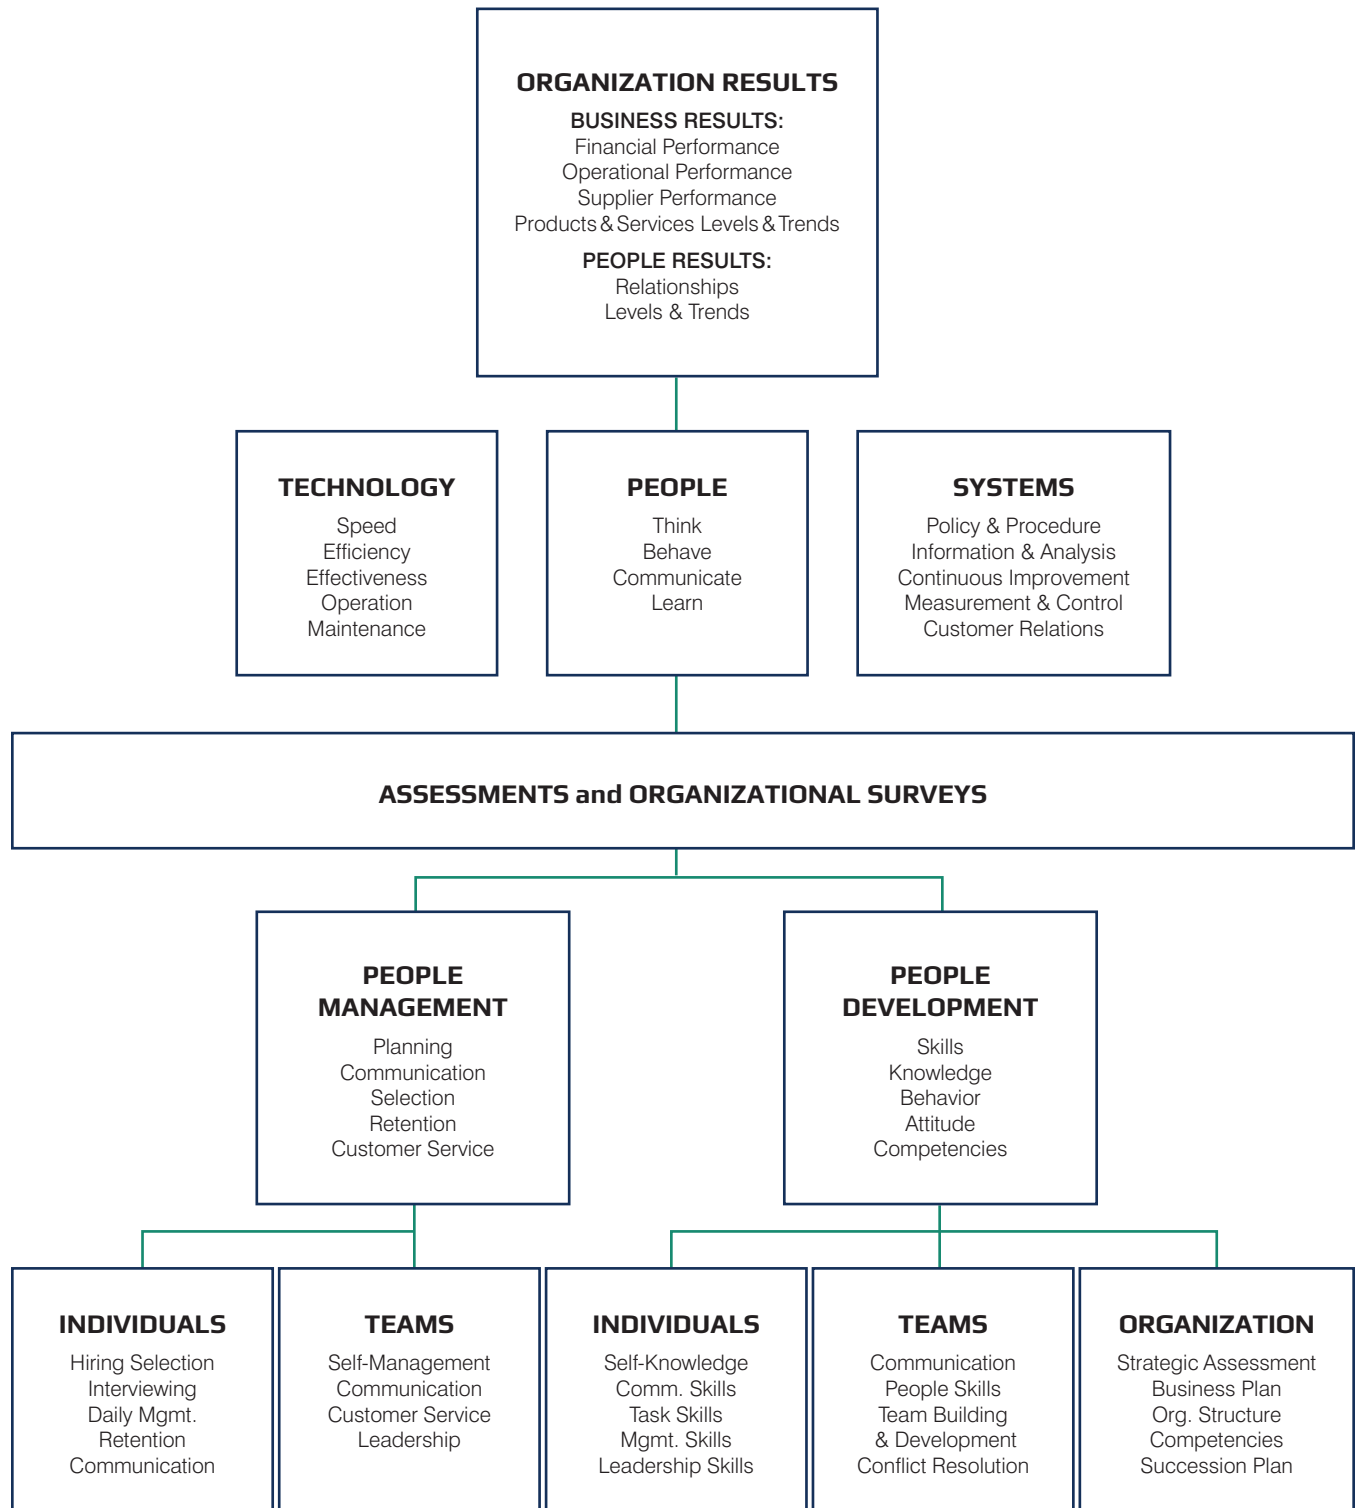 ORGANIZATION RESULTS
BUSINESS RESULTS:
Financial Performance
Operational Performance
Supplier Performance
Products & Services Levels & Trends
PEOPLE RESULTS:
Relationships
Levels & Trends
TECHNOLOGY
Speed
Efficiency
Effectiveness
Operation
Maintenance
PEOPLE
Think
Behave
Communicate
Learn
SYSTEMS
Policy & Procedure
Information & Analysis
Continuous Improvement
Measurement & Control
Customer Relations
ASSESSMENTS and ORGANIZATIONAL SURVEYS
PEOPLE
MANAGEMENT
Planning
Communication
Selection
Retention
Customer Service
PEOPLE
DEVELOPMENT
Skills
Knowledge
Behavior
Attitude
Competencies
INDIVIDUALS
Hiring Selection
Interviewing
Daily Mgmt.
Retention
Communication
TEAMS
Self-Management
Communication
Customer Service
Leadership
INDIVIDUALS
Self-Knowledge
Comm. Skills
Task Skills
Mgmt. Skills
Leadership Skills
TEAMS
Communication
People Skills
Team Building
& Development
Conflict Resolution
ORGANIZATION
Strategic Assessment
Business Plan
Org. Structure
Competencies
Succession Plan